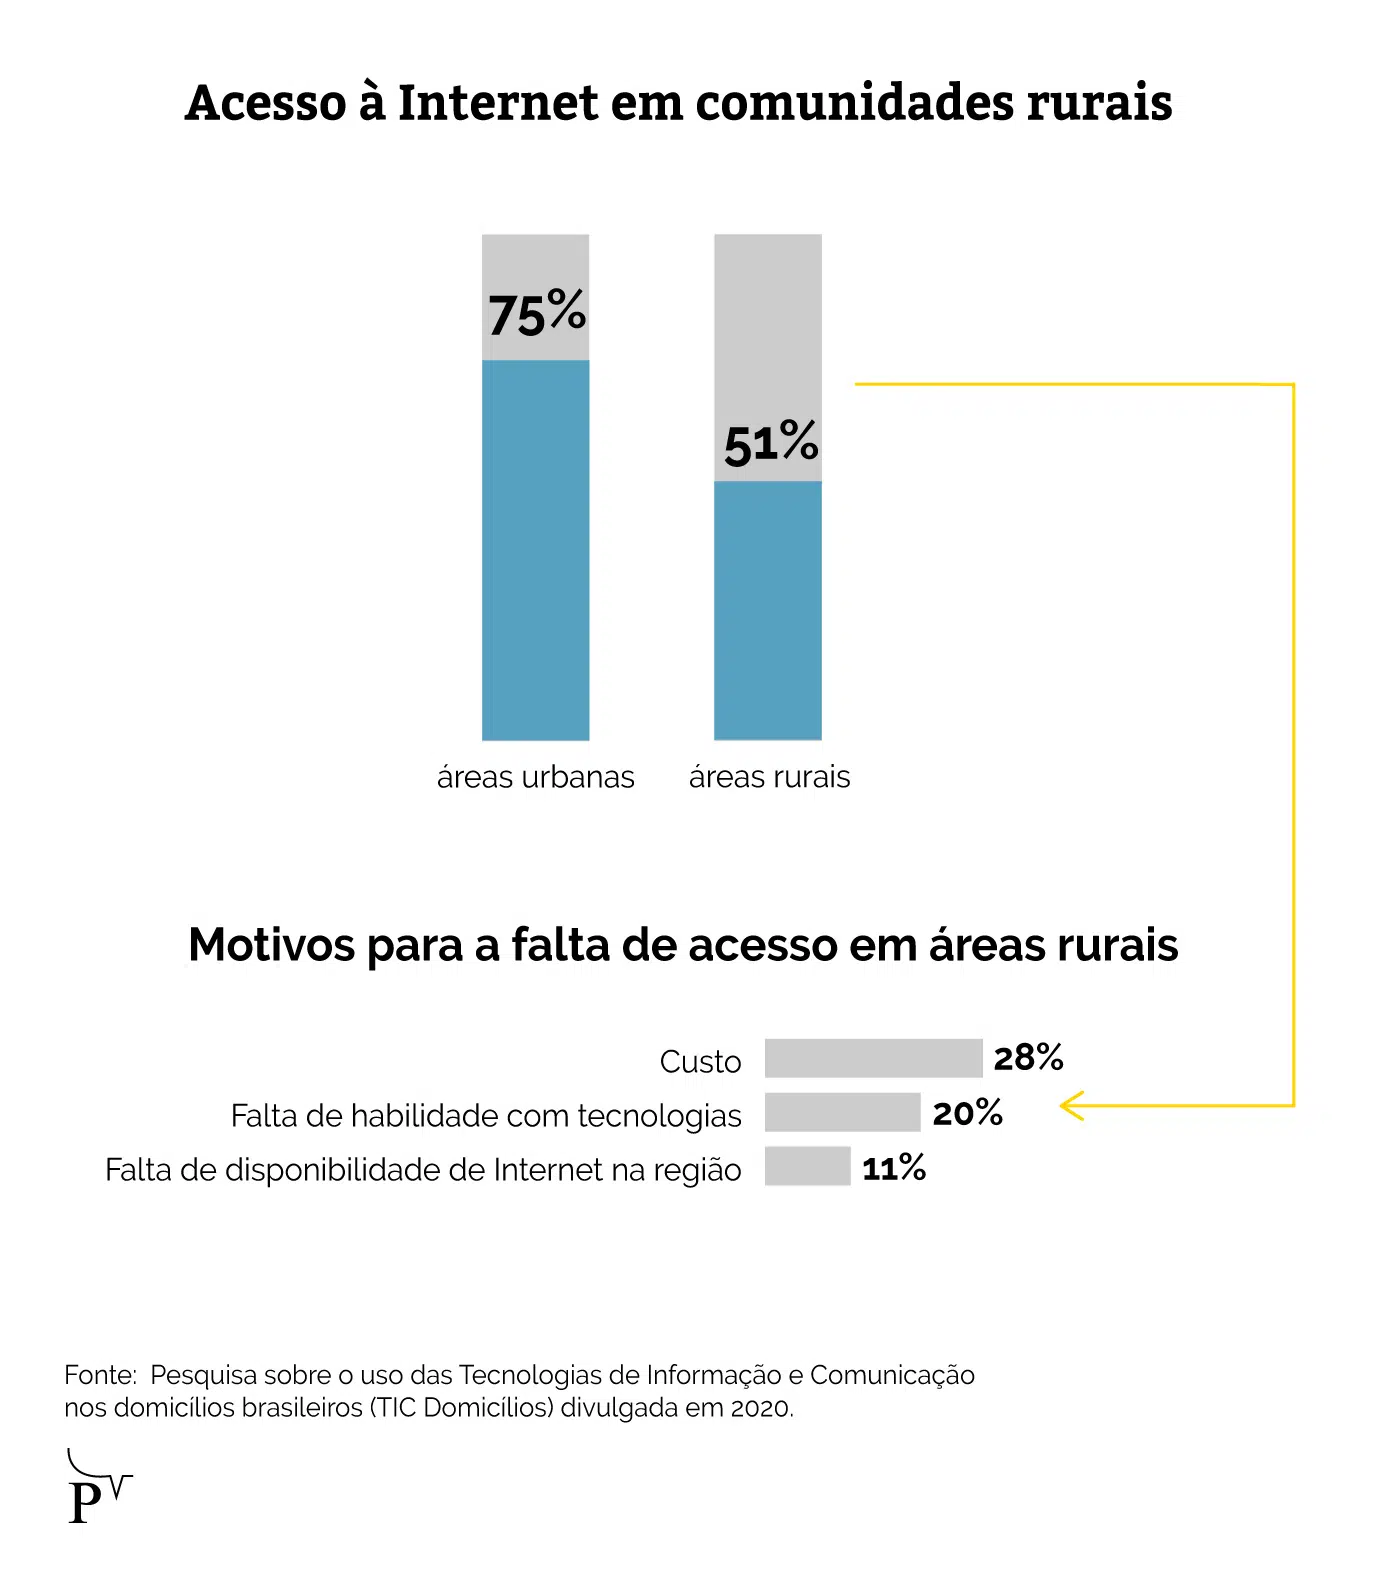 Acesso à Internet em comunidades rurais
75%
51%
áreas urbanas
áreas rurais
Motivos para a falta de acesso em áreas rurais
Custo 28%
Falta de habilidade com tecnologias 20%
Falta de disponibilidade de Internet na região 11%
Fonte: Pesquisa sobre o uso das Tecnologias de Informação e Comunicação
nos domicílios brasileiros (TIC Domicílios) divulgada em 2020.
P